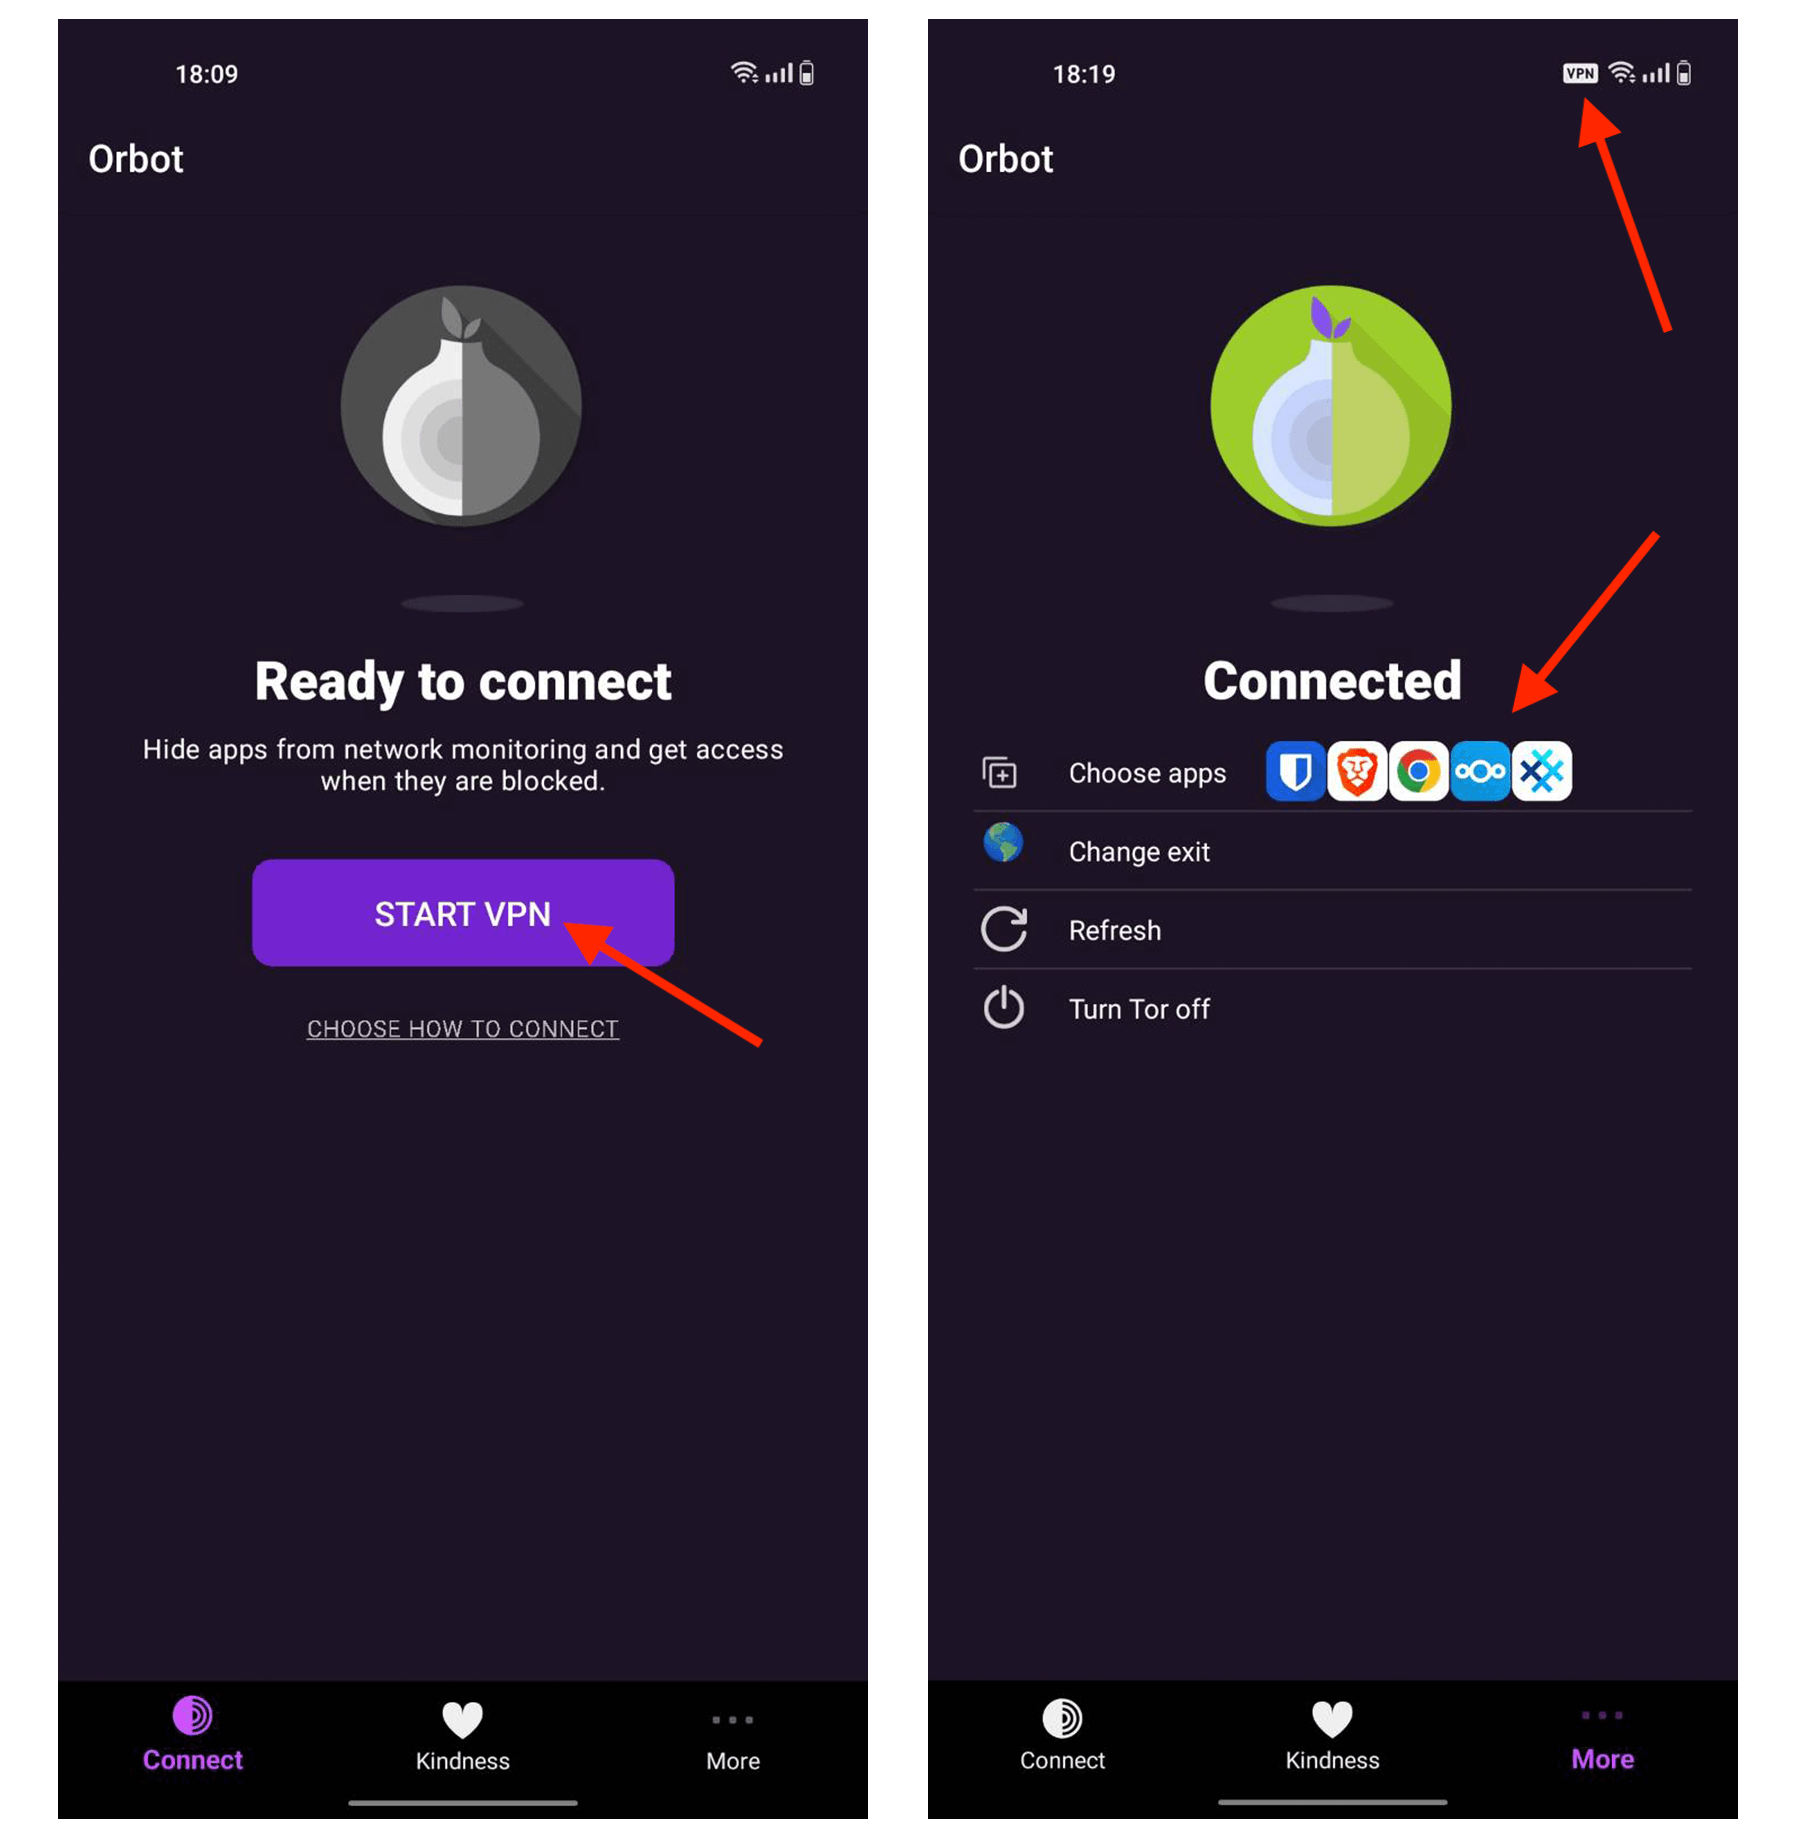 18:09
Orbot
Ready to connect
Hide apps from network monitoring and get access
when they are blocked.
START VPN
CHOOSE HOW TO CONNECT
Connect
Kindness
More
18:19
VPN
Orbot
Connected
Choose apps
Change exit
Refresh
Turn Tor off
Connect
Kindness
More